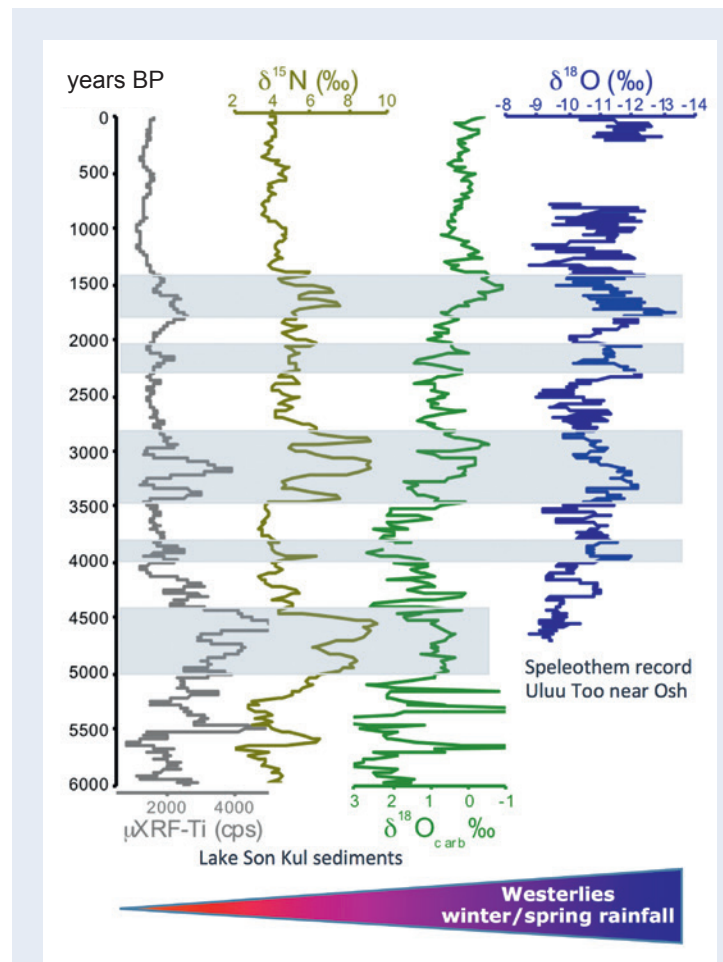 years BP
δ¹⁵N (‰)
2 4 6 8 10
δ¹⁸O (‰)
-8 -9 -10 -11 -12 -13 -14
0
500
1000
1500
2000
2500
3000
3500
4000
4500
5000
5500
6000
Speleothem record
Uluu Too near Osh
2000 4000
µXRF-Ti (cps)
3 2 1 0 -1
δ¹⁸O carb ‰
Lake Son Kul sediments
Westerlies
winter/spring rainfall